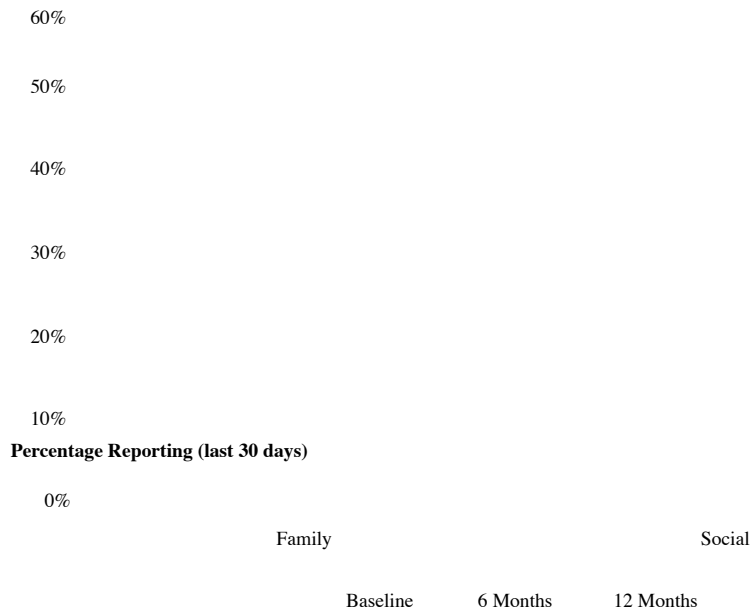 60%
50%
40%
30%
20%
10%
Percentage Reporting (last 30 days)
0%
Family Social
Baseline 6 Months 12 Months